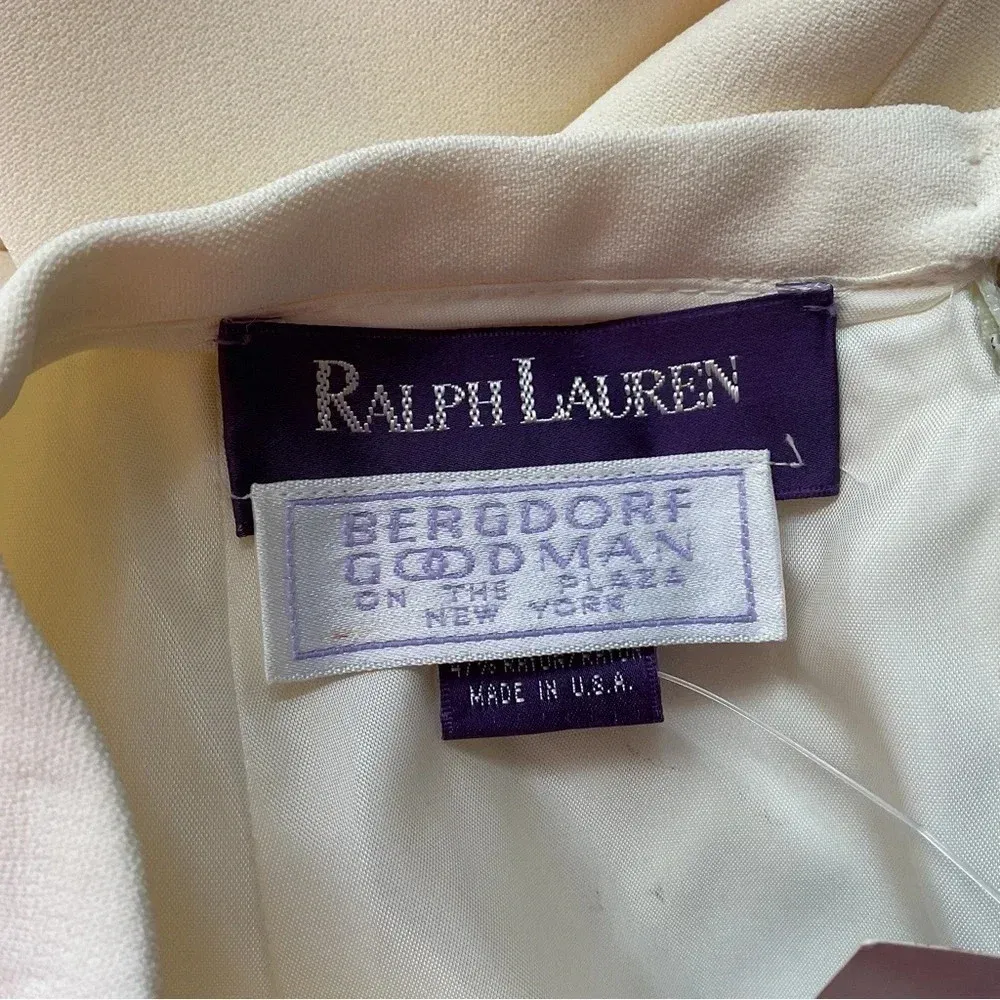 RALPH LAUREN
BERGDORF
GOODMAN
ON THE PLAZA
NEW YORK
MADE IN U.S.A.